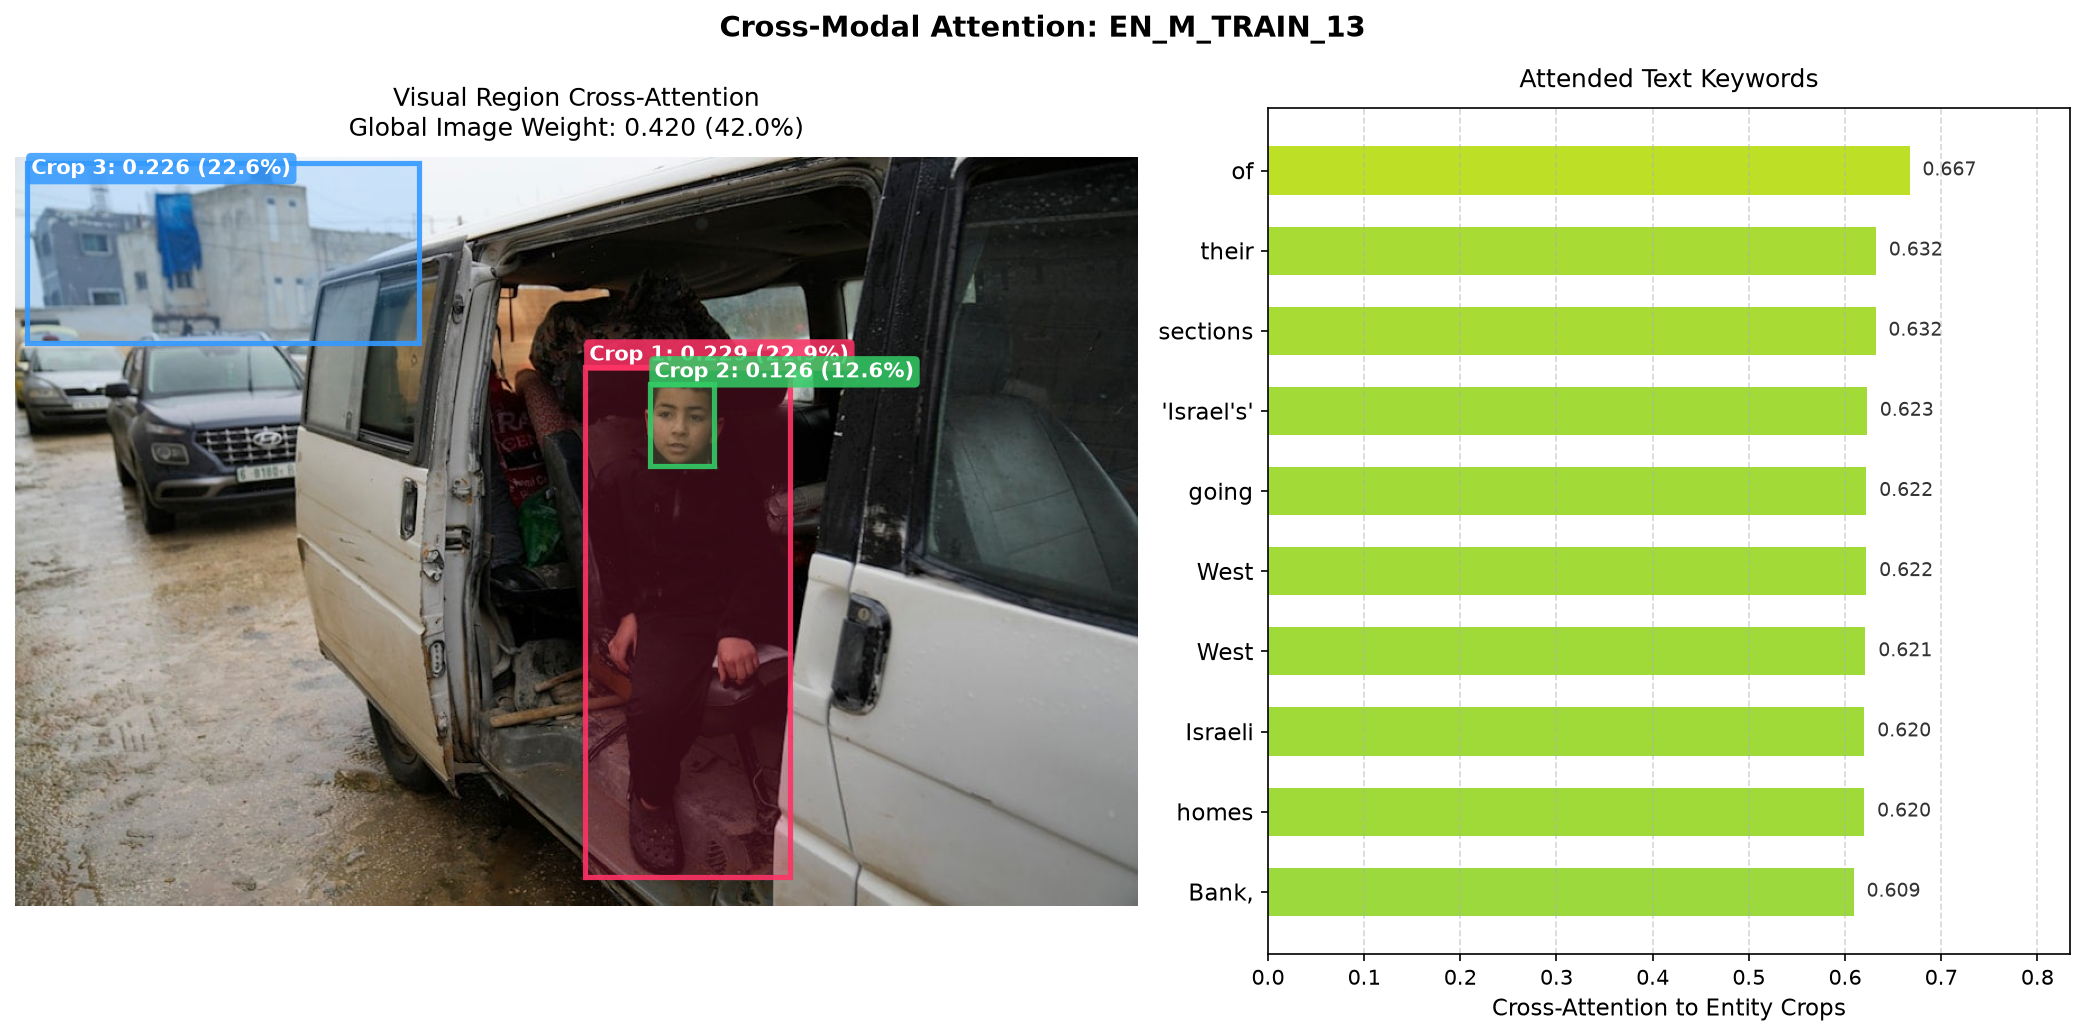 Cross-Modal Attention: EN_M_TRAIN_13
Visual Region Cross-Attention
Global Image Weight: 0.420 (42.0%)
Crop 3: 0.226 (22.6%)
Crop 1: 0.229 (22.9%)
Crop 2: 0.126 (12.6%)
Attended Text Keywords
of 0.667
their 0.632
sections 0.632
'Israel's' 0.623
going 0.622
West 0.622
West 0.621
Israeli 0.620
homes 0.620
Bank, 0.609
0.0 0.1 0.2 0.3 0.4 0.5 0.6 0.7 0.8
Cross-Attention to Entity Crops